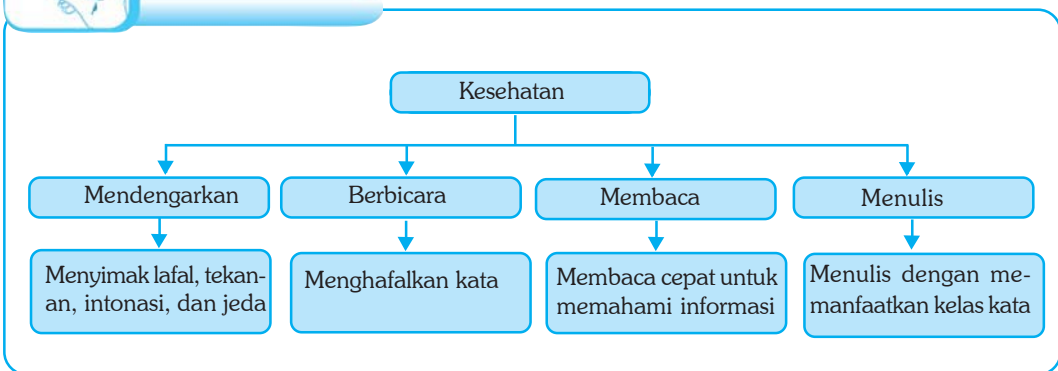 Kesehatan
Mendengarkan
Berbicara
Membaca
Menulis
Menyimak lafal, tekan-
an, intonasi, dan jeda
Menghafalkan kata
Membaca cepat untuk
memahami informasi
Menulis dengan me-
manfaatkan kelas kata